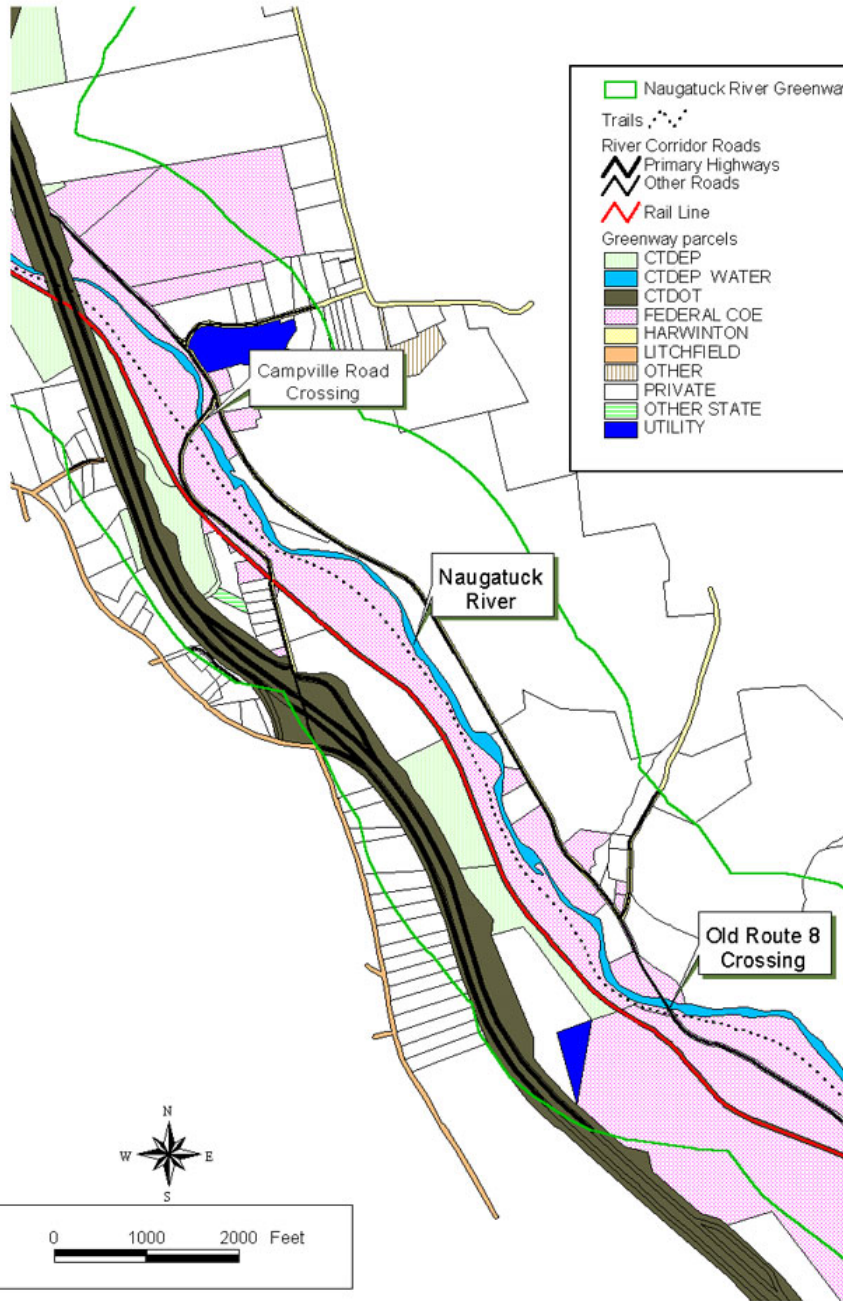 Naugatuck River Greenway
Trails
River Corridor Roads
Primary Highways
Other Roads
Rail Line
Greenway parcels
CTDEP
CTDEP WATER
CTDOT
FEDERAL COE
HARWINTON
LITCHFIELD
OTHER
PRIVATE
OTHER STATE
UTILITY
Campville Road
Crossing
Naugatuck
River
Old Route 8
Crossing
N
W E
S
0 1000 2000 Feet